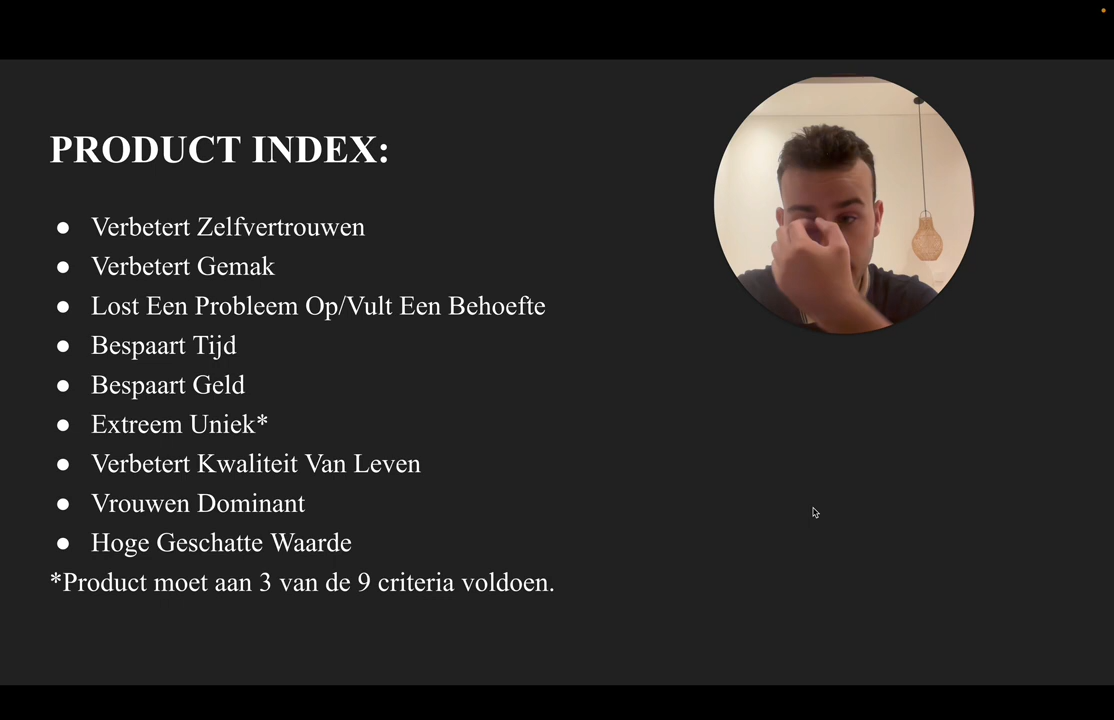 PRODUCT INDEX:
● Verbetert Zelfvertrouwen
● Verbetert Gemak
● Lost Een Probleem Op/Vult Een Behoefte
● Bespaart Tijd
● Bespaart Geld
● Extreem Uniek*
● Verbetert Kwaliteit Van Leven
● Vrouwen Dominant
● Hoge Geschatte Waarde
*Product moet aan 3 van de 9 criteria voldoen.